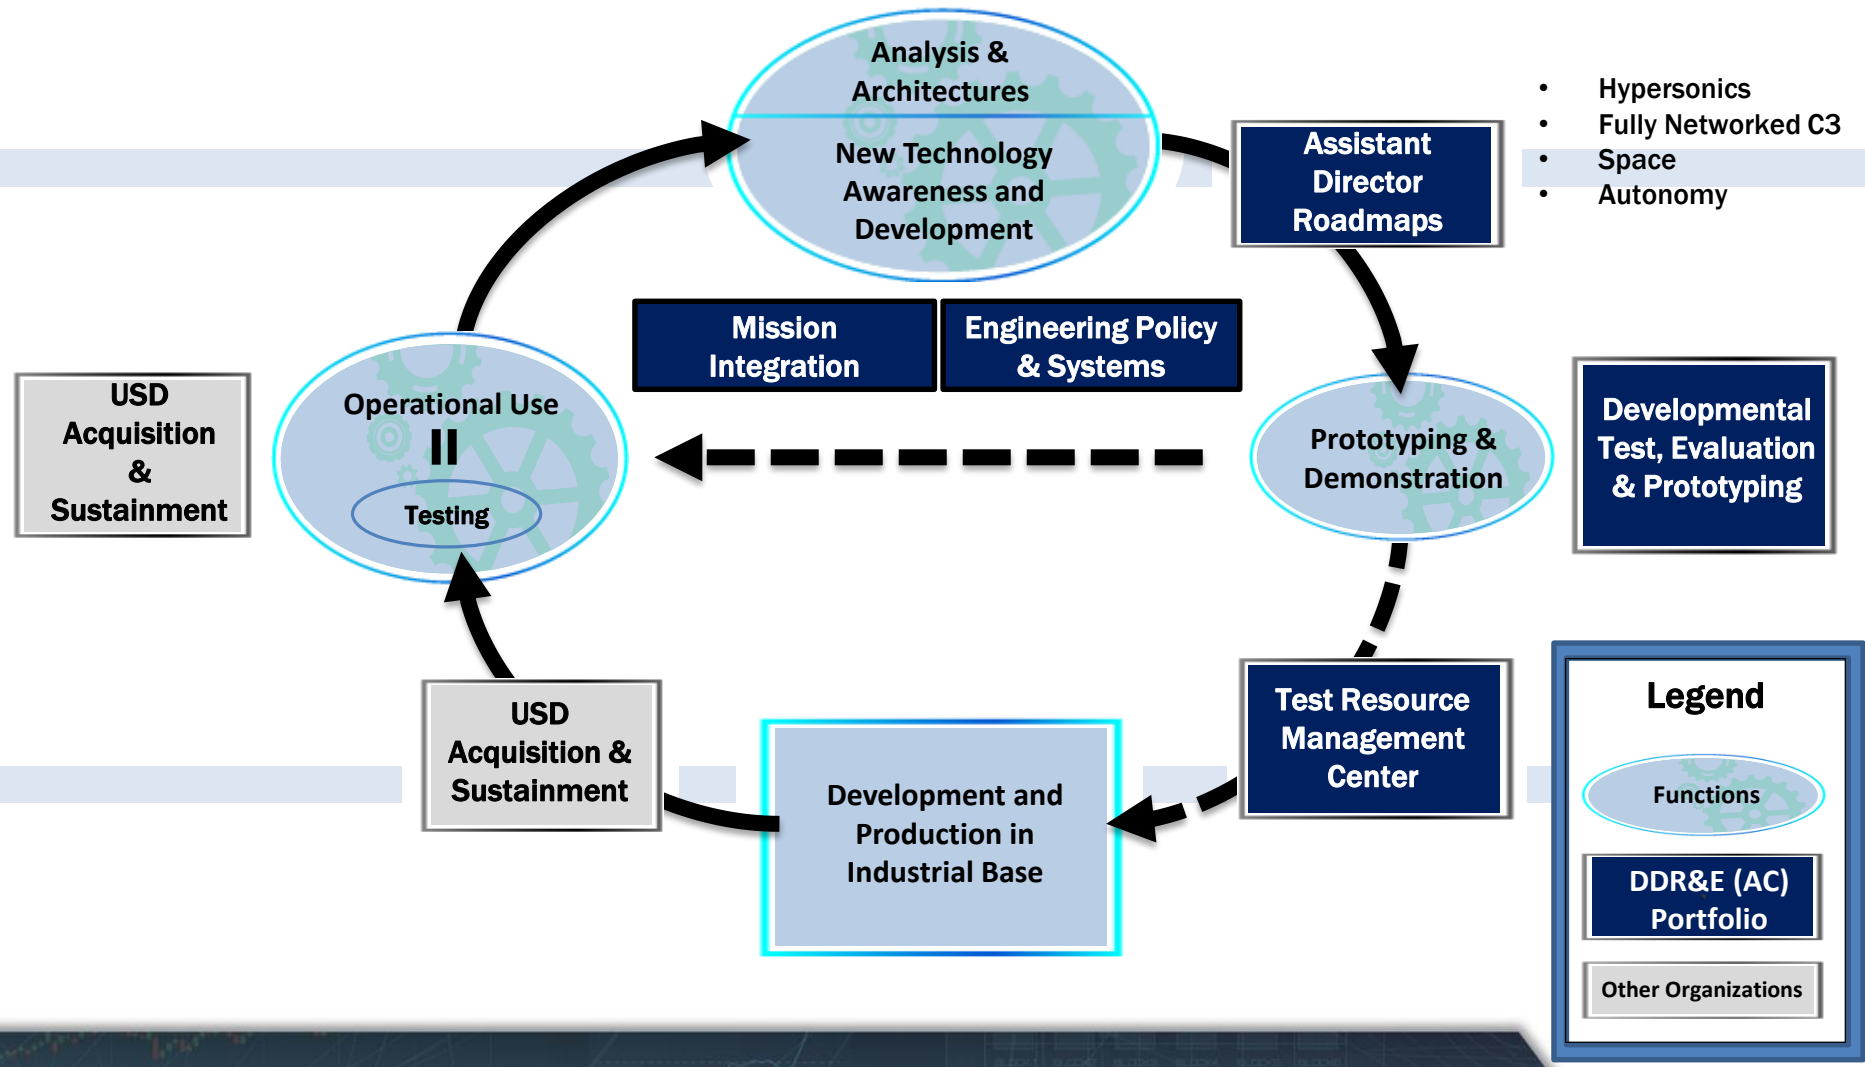 Analysis &
Architectures
New Technology
Awareness and
Development
Assistant
Director
Roadmaps
• Hypersonics
• Fully Networked C3
• Space
• Autonomy
Mission
Integration
Engineering Policy
& Systems
USD
Acquisition
&
Sustainment
Operational Use
Testing
Prototyping &
Demonstration
Developmental
Test, Evaluation
& Prototyping
USD
Acquisition &
Sustainment
Development and
Production in
Industrial Base
Test Resource
Management
Center
Legend
Functions
DDR&E (AC)
Portfolio
Other Organizations